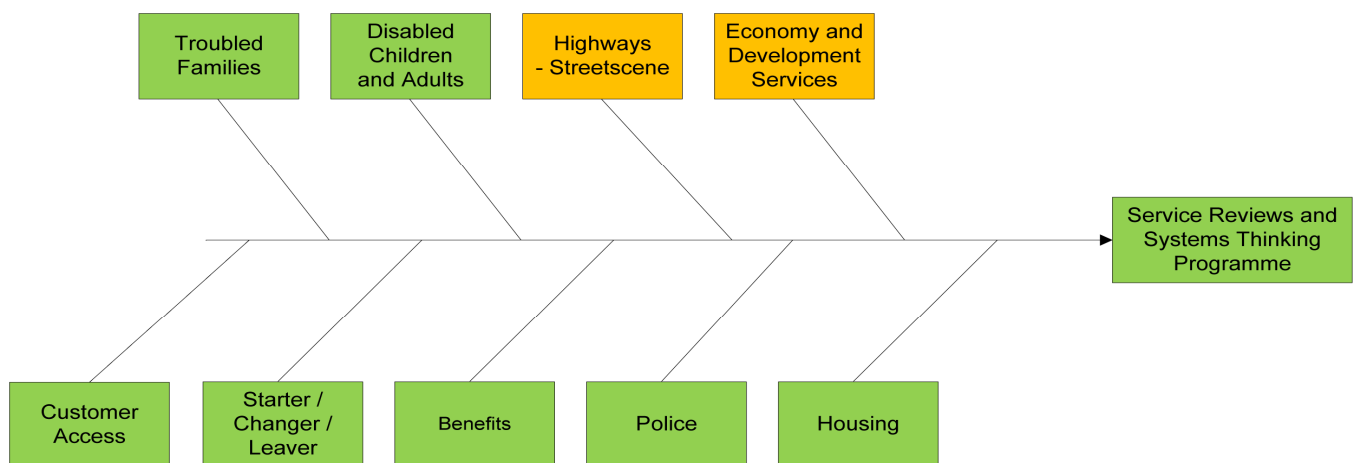 Troubled
Families
Disabled
Children
and Adults
Highways
- Streetscene
Economy and
Development
Services
Service Reviews and
Systems Thinking
Programme
Customer
Access
Starter /
Changer /
Leaver
Benefits
Police
Housing